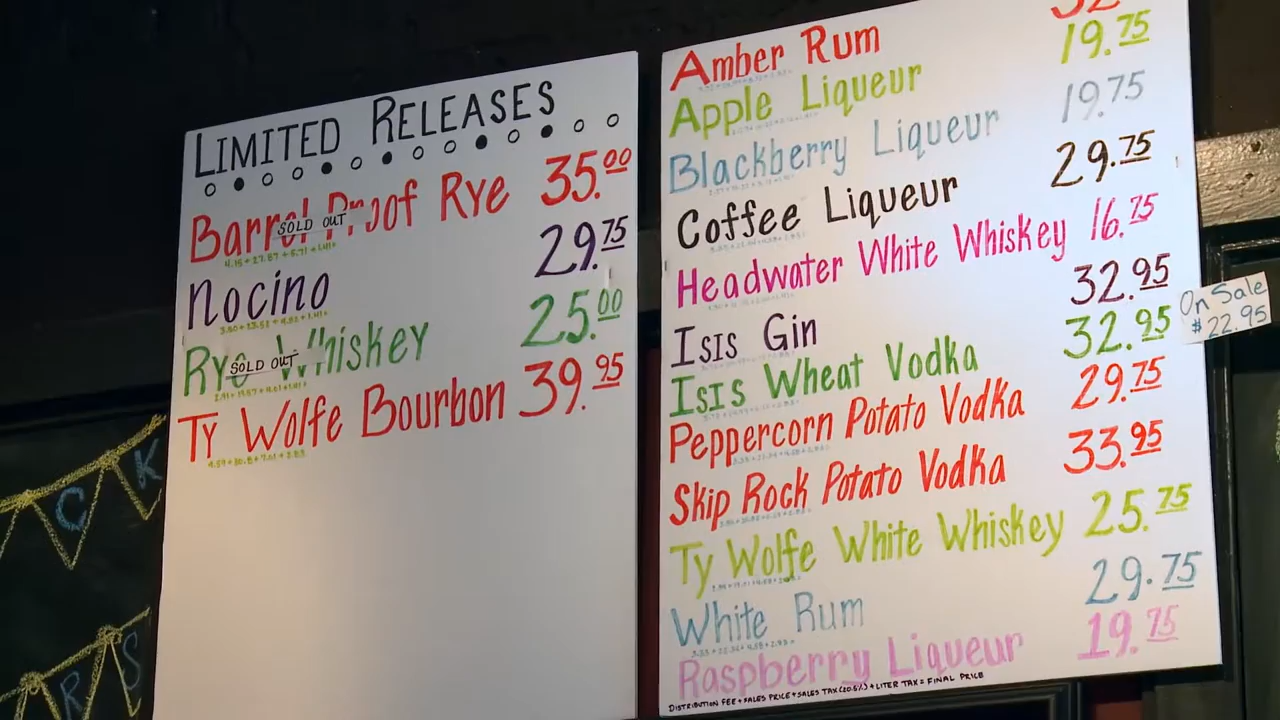 LIMITED RELEASES
Barrel Proof Rye 35.00
SOLD OUT
Nocino 29.75
Rye Whiskey 25.00
SOLD OUT
Ty Wolfe Bourbon 39.95
Amber Rum
Apple Liqueur 19.75
Blackberry Liqueur 19.75
Coffee Liqueur 29.75
Headwater White Whiskey 16.75
Isis Gin 32.95
Isis Wheat Vodka 32.95
On Sale
$22.95
Peppercorn Potato Vodka 29.75
Skip Rock Potato Vodka 33.95
Ty Wolfe White Whiskey 25.75
White Rum 29.75
Raspberry Liqueur 19.75
DISTRIBUTION FEE + SALES PRICE + SALES TAX (20.5%) + LITER TAX = FINAL PRICE
C K
R S